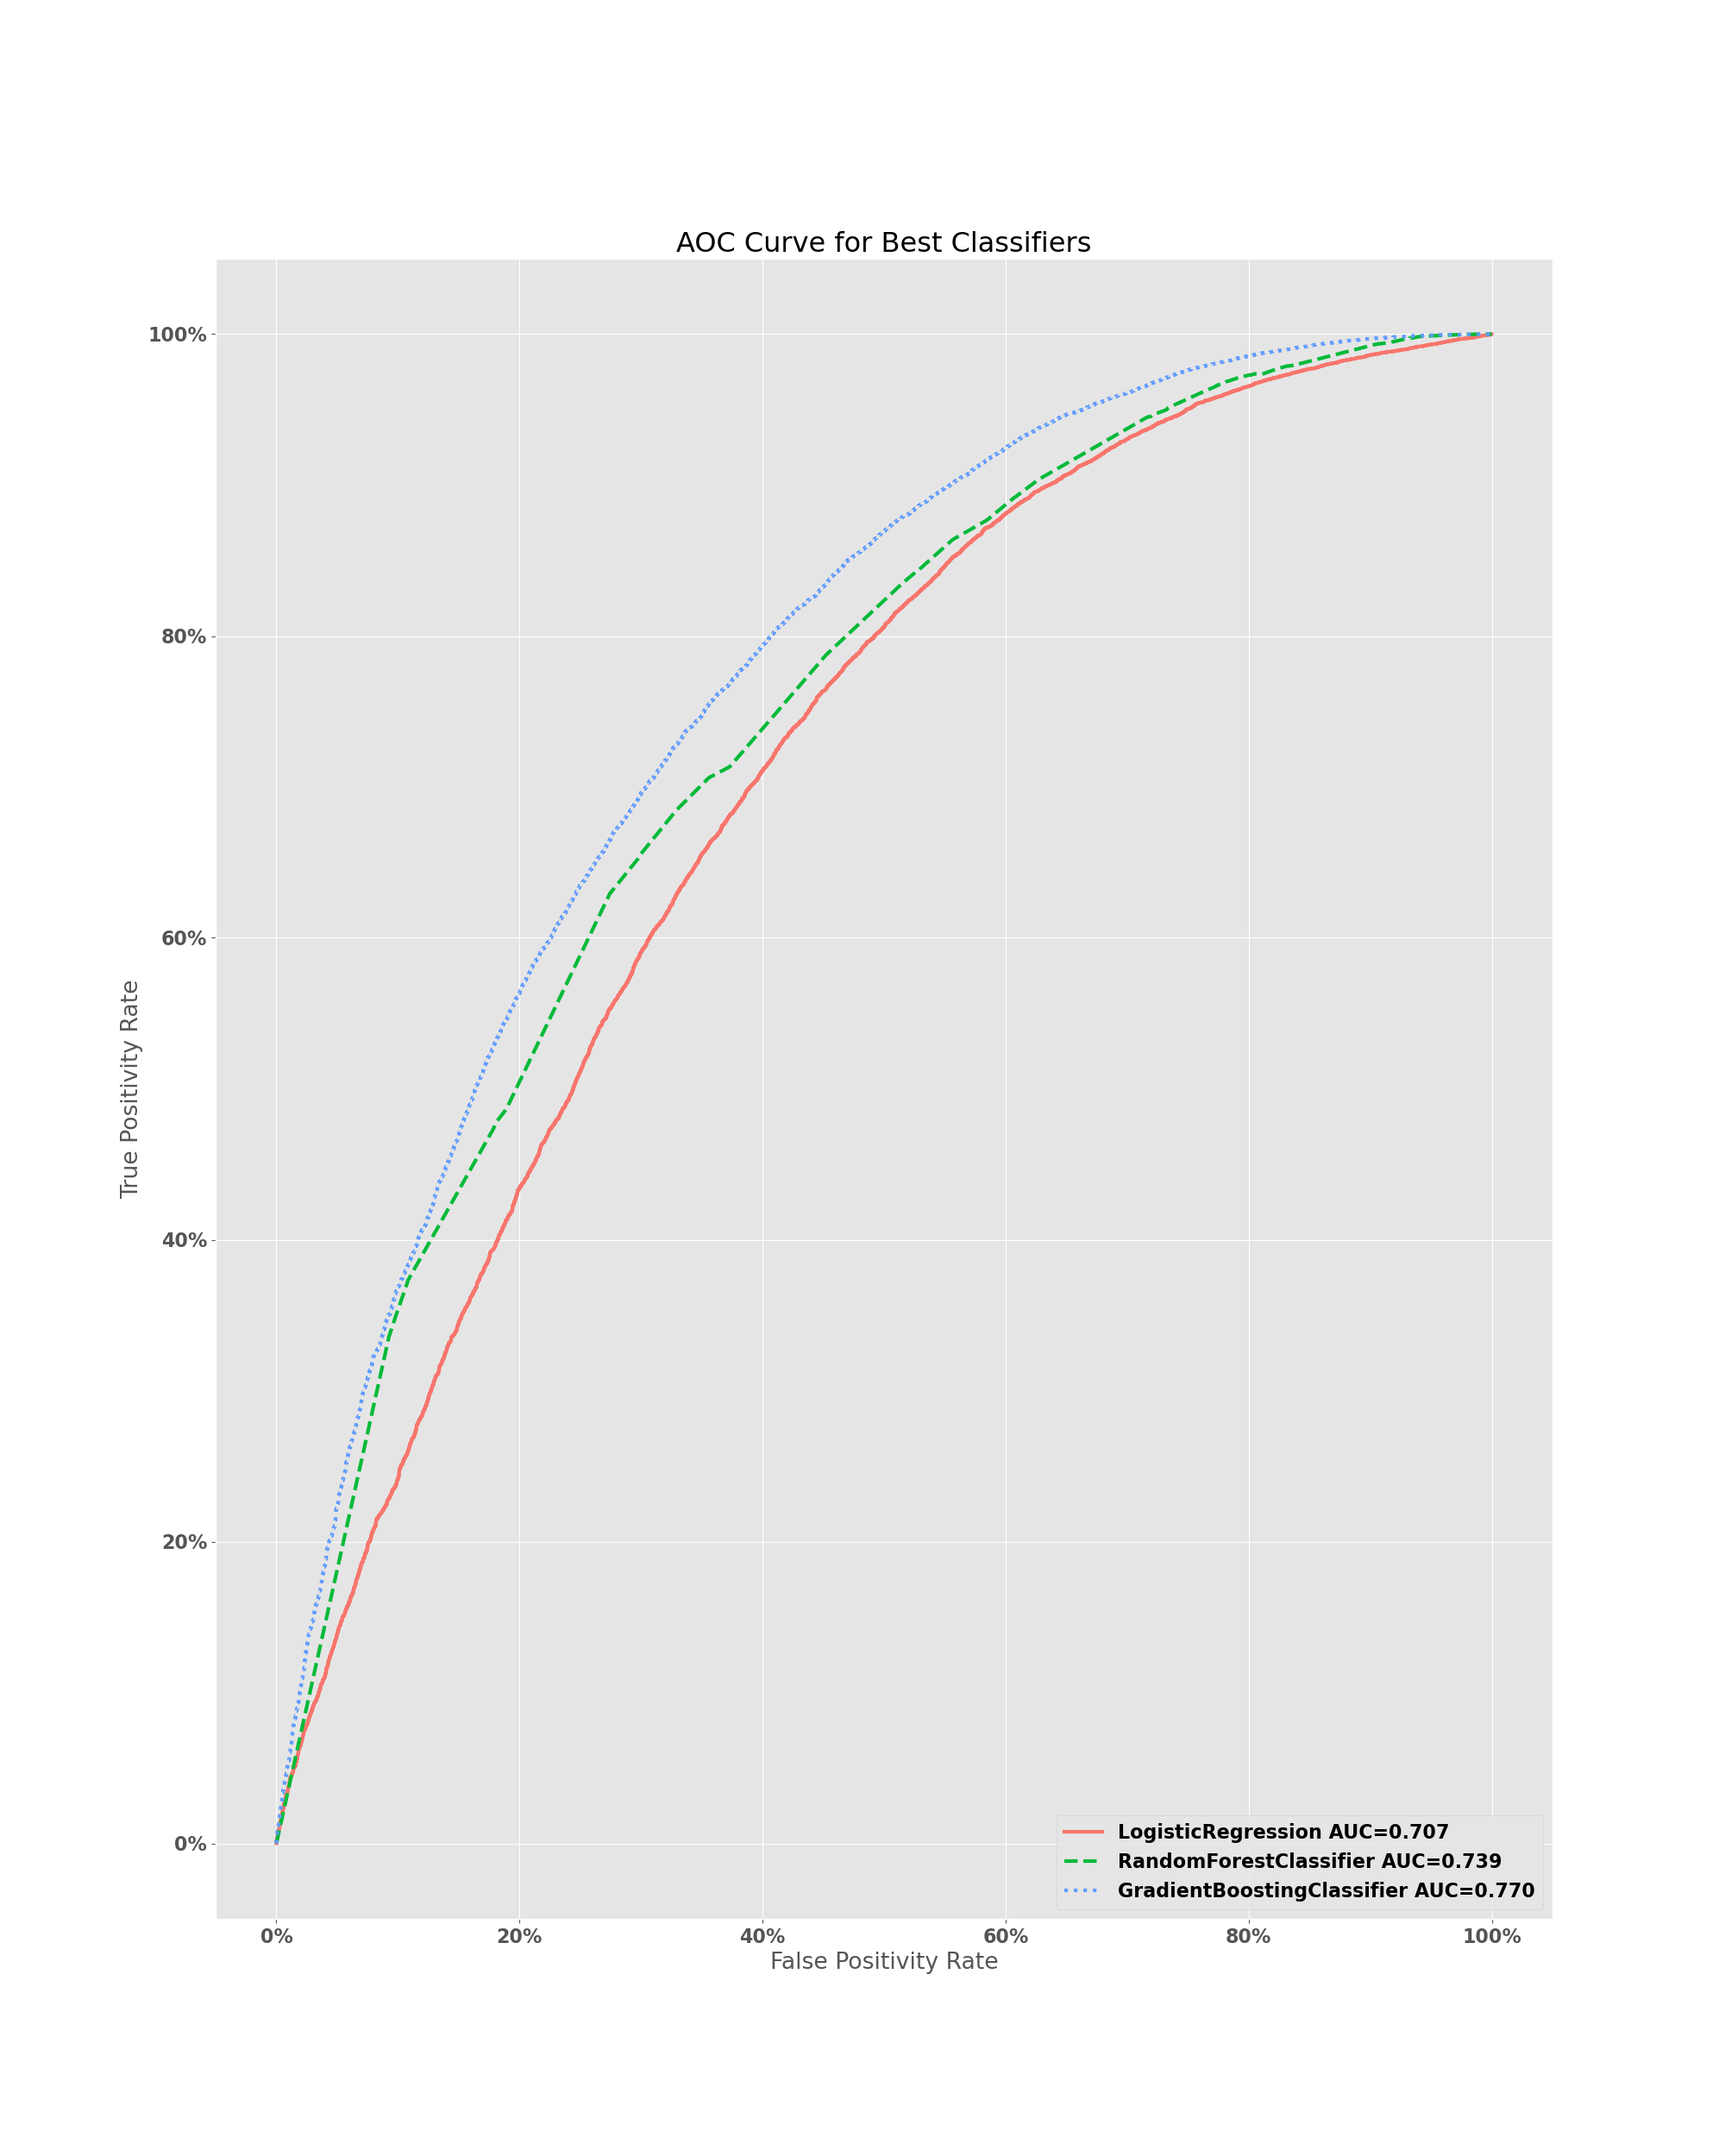 AOC Curve for Best Classifiers
100%
80%
60%
40%
20%
0%
True Positivity Rate
LogisticRegression AUC=0.707
RandomForestClassifier AUC=0.739
GradientBoostingClassifier AUC=0.770
0% 20% 40% 60% 80% 100%
False Positivity Rate